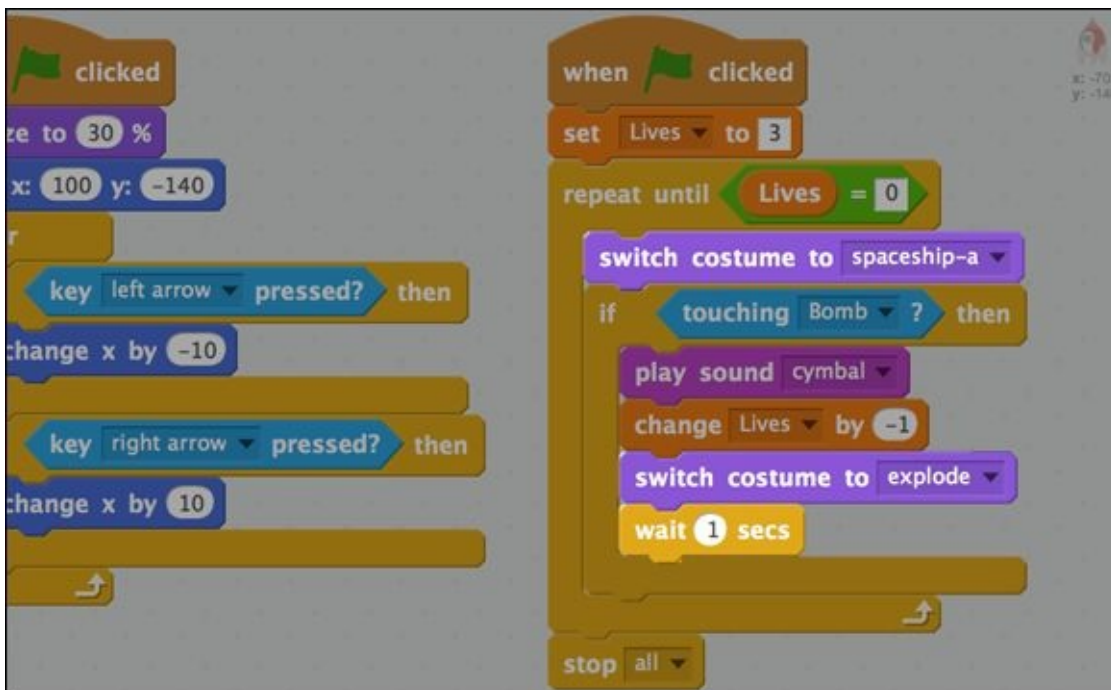 clicked
ze to 30 %
x: 100 y: -140
r
key left arrow pressed? then
change x by -10
key right arrow pressed? then
change x by 10
when clicked
set Lives to 3
repeat until Lives = 0
switch costume to spaceship-a
if touching Bomb ? then
play sound cymbal
change Lives by -1
switch costume to explode
wait 1 secs
stop all
x: -70
y: -14